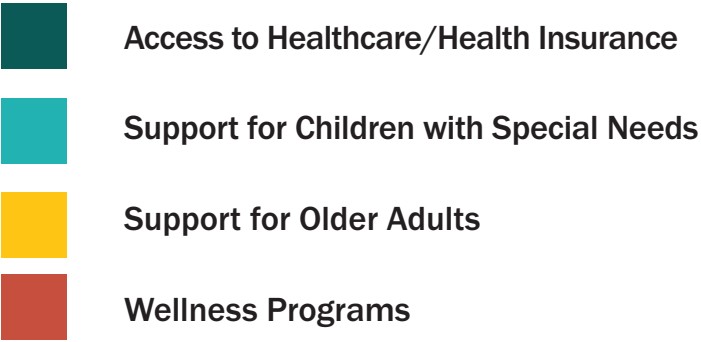 Access to Healthcare/Health Insurance
Support for Children with Special Needs
Support for Older Adults
Wellness Programs